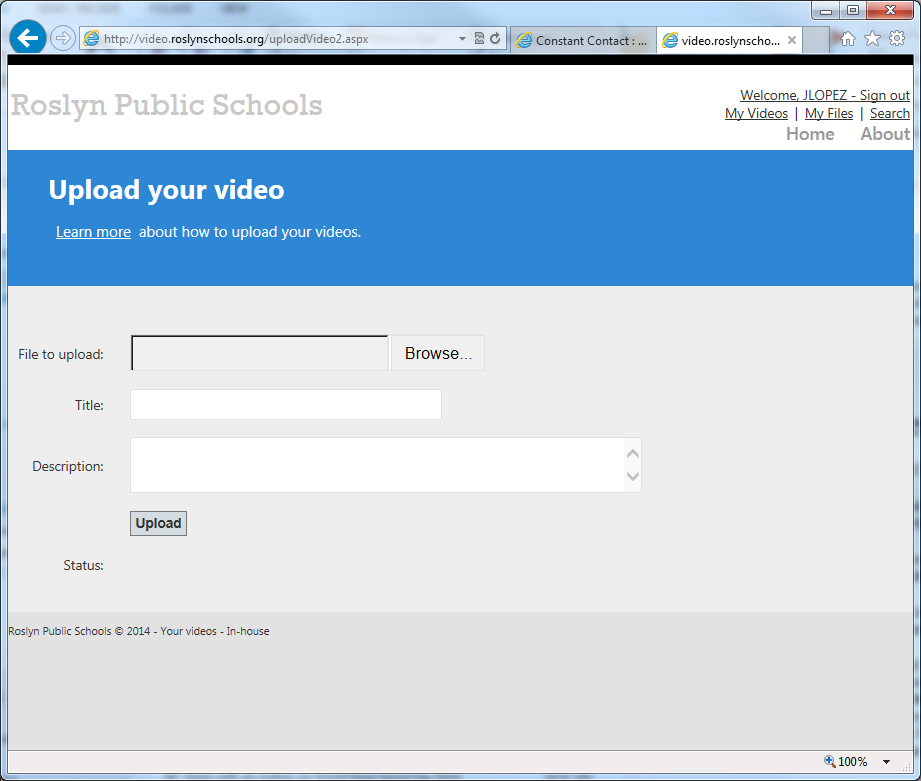 http://video.roslynschools.org/uploadVideo2.aspx
Constant Contact : ...
video.roslynscho...
Roslyn Public Schools
Welcome, JLOPEZ - Sign out
My Videos | My Files | Search
Home About
Upload your video
Learn more about how to upload your videos.
File to upload:
Browse...
Title:
Description:
Upload
Status:
Roslyn Public Schools © 2014 - Your videos - In-house
100%